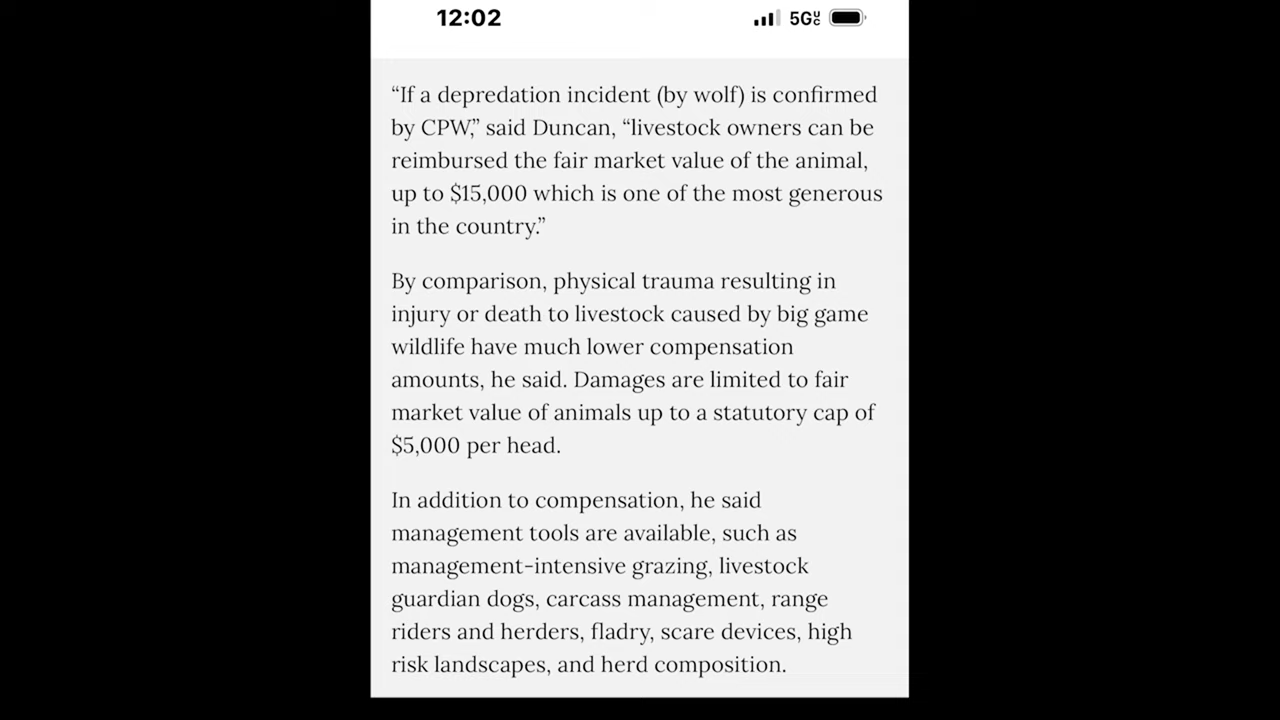 12:02
5G UC
“If a depredation incident (by wolf) is confirmed
by CPW,” said Duncan, “livestock owners can be
reimbursed the fair market value of the animal,
up to $15,000 which is one of the most generous
in the country.”
By comparison, physical trauma resulting in
injury or death to livestock caused by big game
wildlife have much lower compensation
amounts, he said. Damages are limited to fair
market value of animals up to a statutory cap of
$5,000 per head.
In addition to compensation, he said
management tools are available, such as
management-intensive grazing, livestock
guardian dogs, carcass management, range
riders and herders, fladry, scare devices, high
risk landscapes, and herd composition.